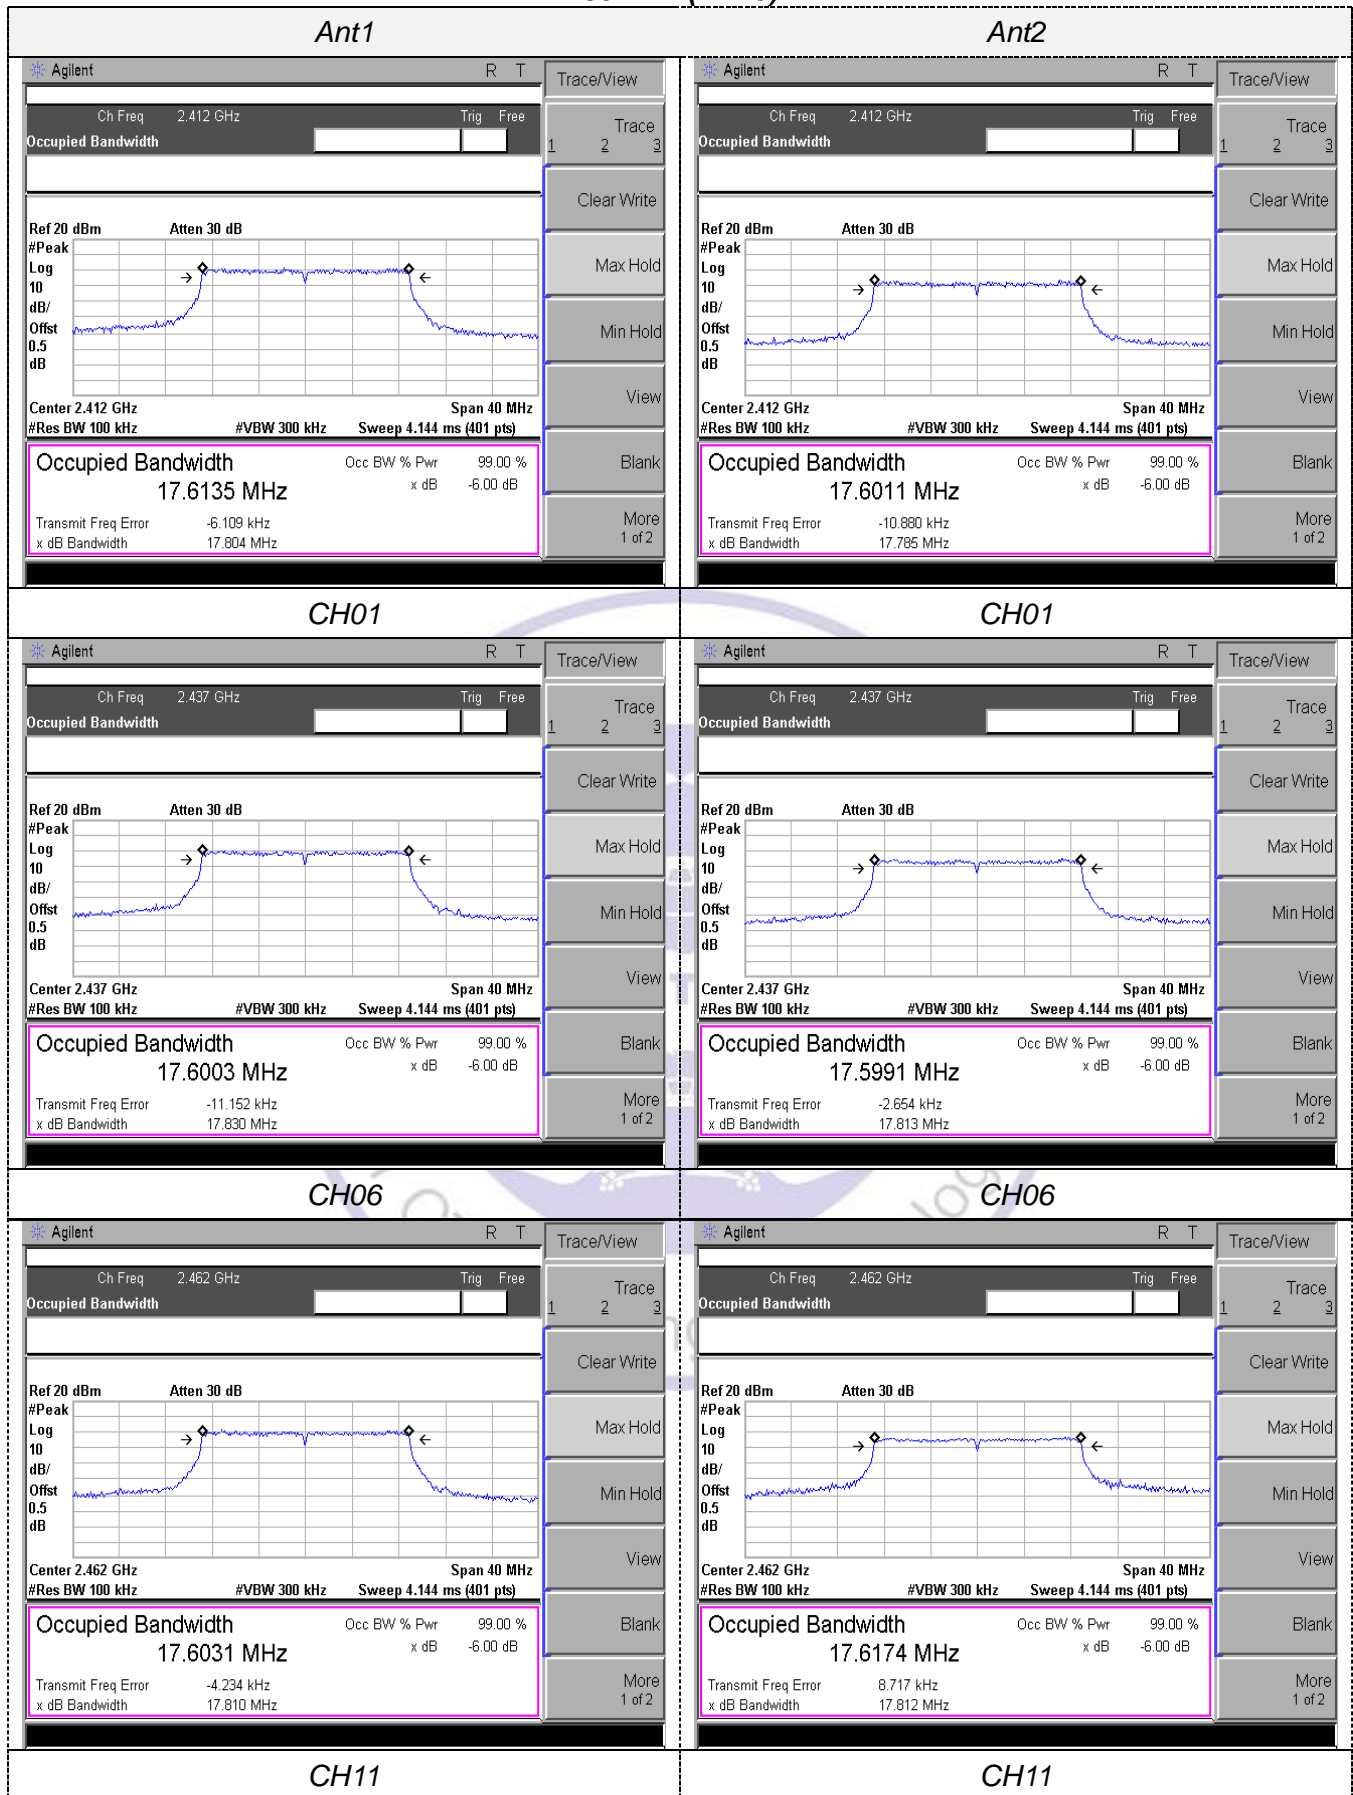 Ant1 Ant2
Agilent R T Trace/View
Ch Freq 2.412 GHz Trig Free
Occupied Bandwidth
Trace
1 2 3
Clear Write
Ref 20 dBm Atten 30 dB
#Peak
Log
10
dB/
Offst
0.5
dB
Max Hold
Min Hold
View
Center 2.412 GHz Span 40 MHz
#Res BW 100 kHz #VBW 300 kHz Sweep 4.144 ms (401 pts)
Occupied Bandwidth Occ BW % Pwr 99.00 %
17.6135 MHz x dB -6.00 dB
Blank
Transmit Freq Error -6.109 kHz
x dB Bandwidth 17.804 MHz
More
1 of 2
Agilent R T Trace/View
Ch Freq 2.412 GHz Trig Free
Occupied Bandwidth
Trace
1 2 3
Clear Write
Ref 20 dBm Atten 30 dB
#Peak
Log
10
dB/
Offst
0.5
dB
Max Hold
Min Hold
View
Center 2.412 GHz Span 40 MHz
#Res BW 100 kHz #VBW 300 kHz Sweep 4.144 ms (401 pts)
Occupied Bandwidth Occ BW % Pwr 99.00 %
17.6011 MHz x dB -6.00 dB
Blank
Transmit Freq Error -10.880 kHz
x dB Bandwidth 17.785 MHz
More
1 of 2
CH01 CH01
Agilent R T Trace/View
Ch Freq 2.437 GHz Trig Free
Occupied Bandwidth
Trace
1 2 3
Clear Write
Ref 20 dBm Atten 30 dB
#Peak
Log
10
dB/
Offst
0.5
dB
Max Hold
Min Hold
View
Center 2.437 GHz Span 40 MHz
#Res BW 100 kHz #VBW 300 kHz Sweep 4.144 ms (401 pts)
Occupied Bandwidth Occ BW % Pwr 99.00 %
17.6003 MHz x dB -6.00 dB
Blank
Transmit Freq Error -11.152 kHz
x dB Bandwidth 17.830 MHz
More
1 of 2
Agilent R T Trace/View
Ch Freq 2.437 GHz Trig Free
Occupied Bandwidth
Trace
1 2 3
Clear Write
Ref 20 dBm Atten 30 dB
#Peak
Log
10
dB/
Offst
0.5
dB
Max Hold
Min Hold
View
Center 2.437 GHz Span 40 MHz
#Res BW 100 kHz #VBW 300 kHz Sweep 4.144 ms (401 pts)
Occupied Bandwidth Occ BW % Pwr 99.00 %
17.5991 MHz x dB -6.00 dB
Blank
Transmit Freq Error -2.654 kHz
x dB Bandwidth 17.813 MHz
More
1 of 2
CH06 CH06
Agilent R T Trace/View
Ch Freq 2.462 GHz Trig Free
Occupied Bandwidth
Trace
1 2 3
Clear Write
Ref 20 dBm Atten 30 dB
#Peak
Log
10
dB/
Offst
0.5
dB
Max Hold
Min Hold
View
Center 2.462 GHz Span 40 MHz
#Res BW 100 kHz #VBW 300 kHz Sweep 4.144 ms (401 pts)
Occupied Bandwidth Occ BW % Pwr 99.00 %
17.6031 MHz x dB -6.00 dB
Blank
Transmit Freq Error -4.234 kHz
x dB Bandwidth 17.810 MHz
More
1 of 2
Agilent R T Trace/View
Ch Freq 2.462 GHz Trig Free
Occupied Bandwidth
Trace
1 2 3
Clear Write
Ref 20 dBm Atten 30 dB
#Peak
Log
10
dB/
Offst
0.5
dB
Max Hold
Min Hold
View
Center 2.462 GHz Span 40 MHz
#Res BW 100 kHz #VBW 300 kHz Sweep 4.144 ms (401 pts)
Occupied Bandwidth Occ BW % Pwr 99.00 %
17.6174 MHz x dB -6.00 dB
Blank
Transmit Freq Error 8.717 kHz
x dB Bandwidth 17.812 MHz
More
1 of 2
CH11 CH11